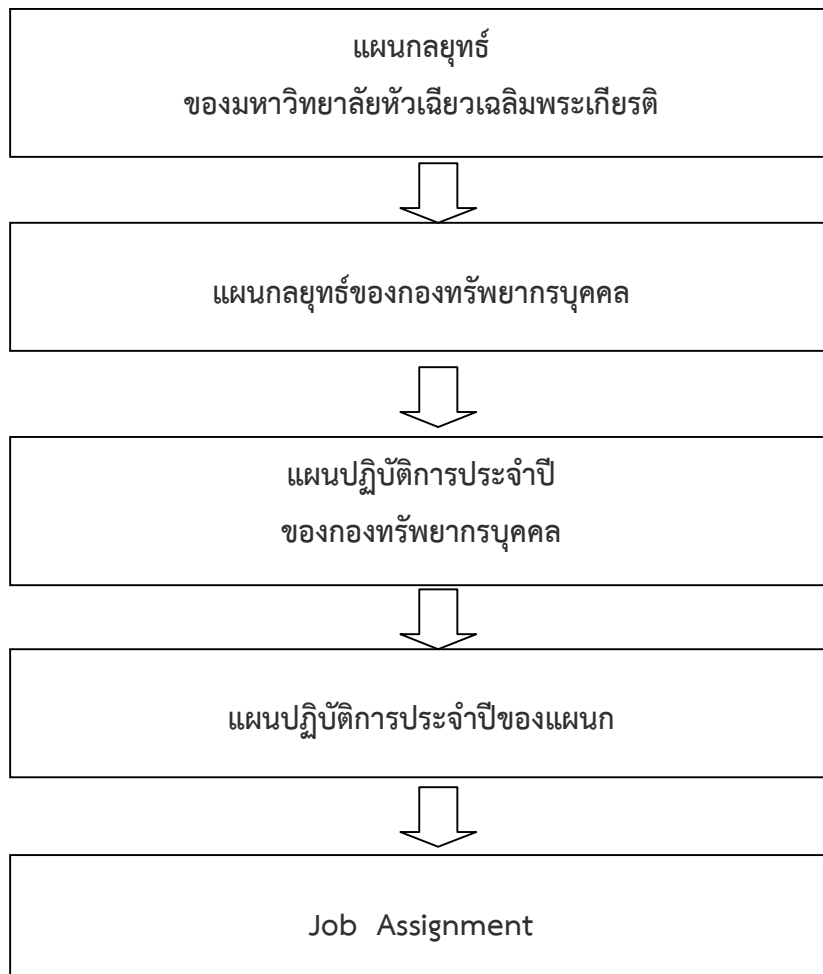 แผนกลยุทธ์
ของมหาวิทยาลัยหัวเฉียวเฉลิมพระเกียรติ
แผนกลยุทธ์ของกองทรัพยากรบุคคล
แผนปฏิบัติการประจำปี
ของกองทรัพยากรบุคคล
แผนปฏิบัติการประจำปีของแผนก
Job Assignment